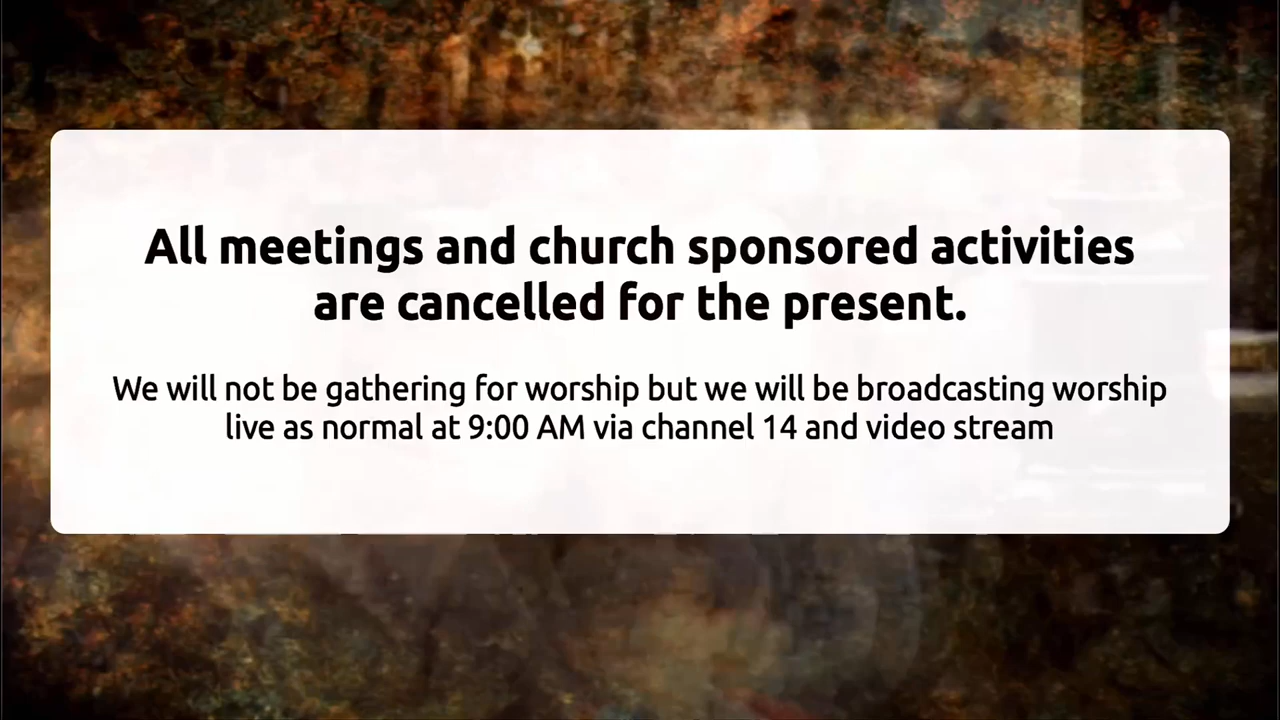 All meetings and church sponsored activities
are cancelled for the present.
We will not be gathering for worship but we will be broadcasting worship
live as normal at 9:00 AM via channel 14 and video stream